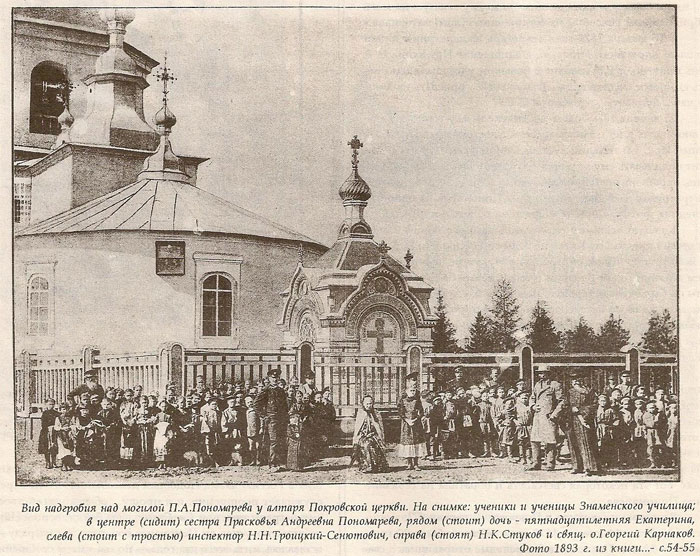 Вид надгробия над могилой П.А.Пономарева у алтаря Покровской церкви. На снимке: ученики и ученицы Знаменского училища;
в центре (сидит) сестра Прасковья Андреевна Пономарева, рядом (стоит) дочь - пятнадцатилетняя Екатерина;
слева (стоит с тростью) инспектор Н.Н.Троицкий-Сенютович, справа (стоят) Н.К.Стуков и свящ. о.Георгий Карнаков.
Фото 1893 г. из книги...- с.54-55